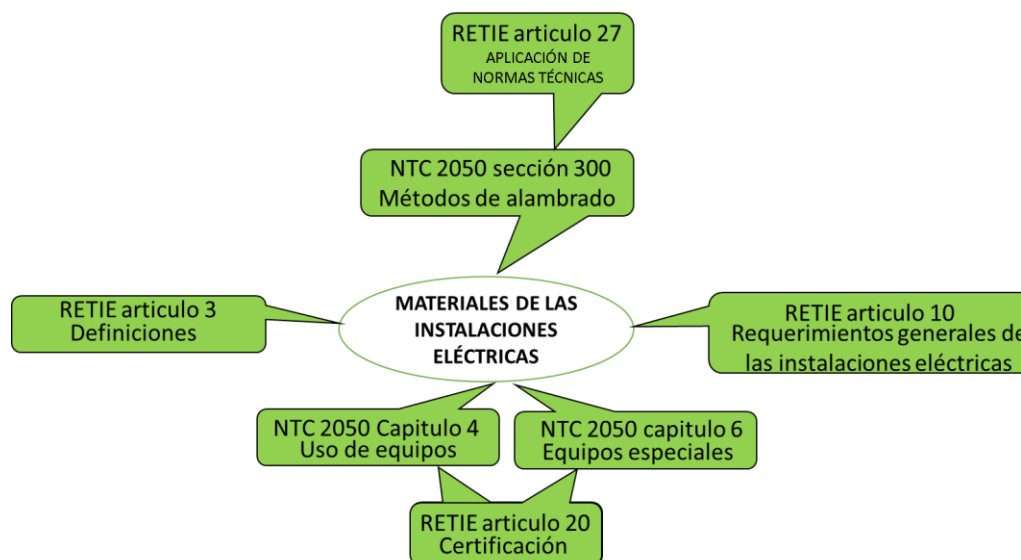 RETIE articulo 27
APLICACIÓN DE
NORMAS TÉCNICAS
NTC 2050 sección 300
Métodos de alambrado
RETIE articulo 3
Definiciones
MATERIALES DE LAS
INSTALACIONES
ELÉCTRICAS
RETIE articulo 10
Requerimientos generales de
las instalaciones eléctricas
NTC 2050 Capitulo 4
Uso de equipos
NTC 2050 capitulo 6
Equipos especiales
RETIE articulo 20
Certificación